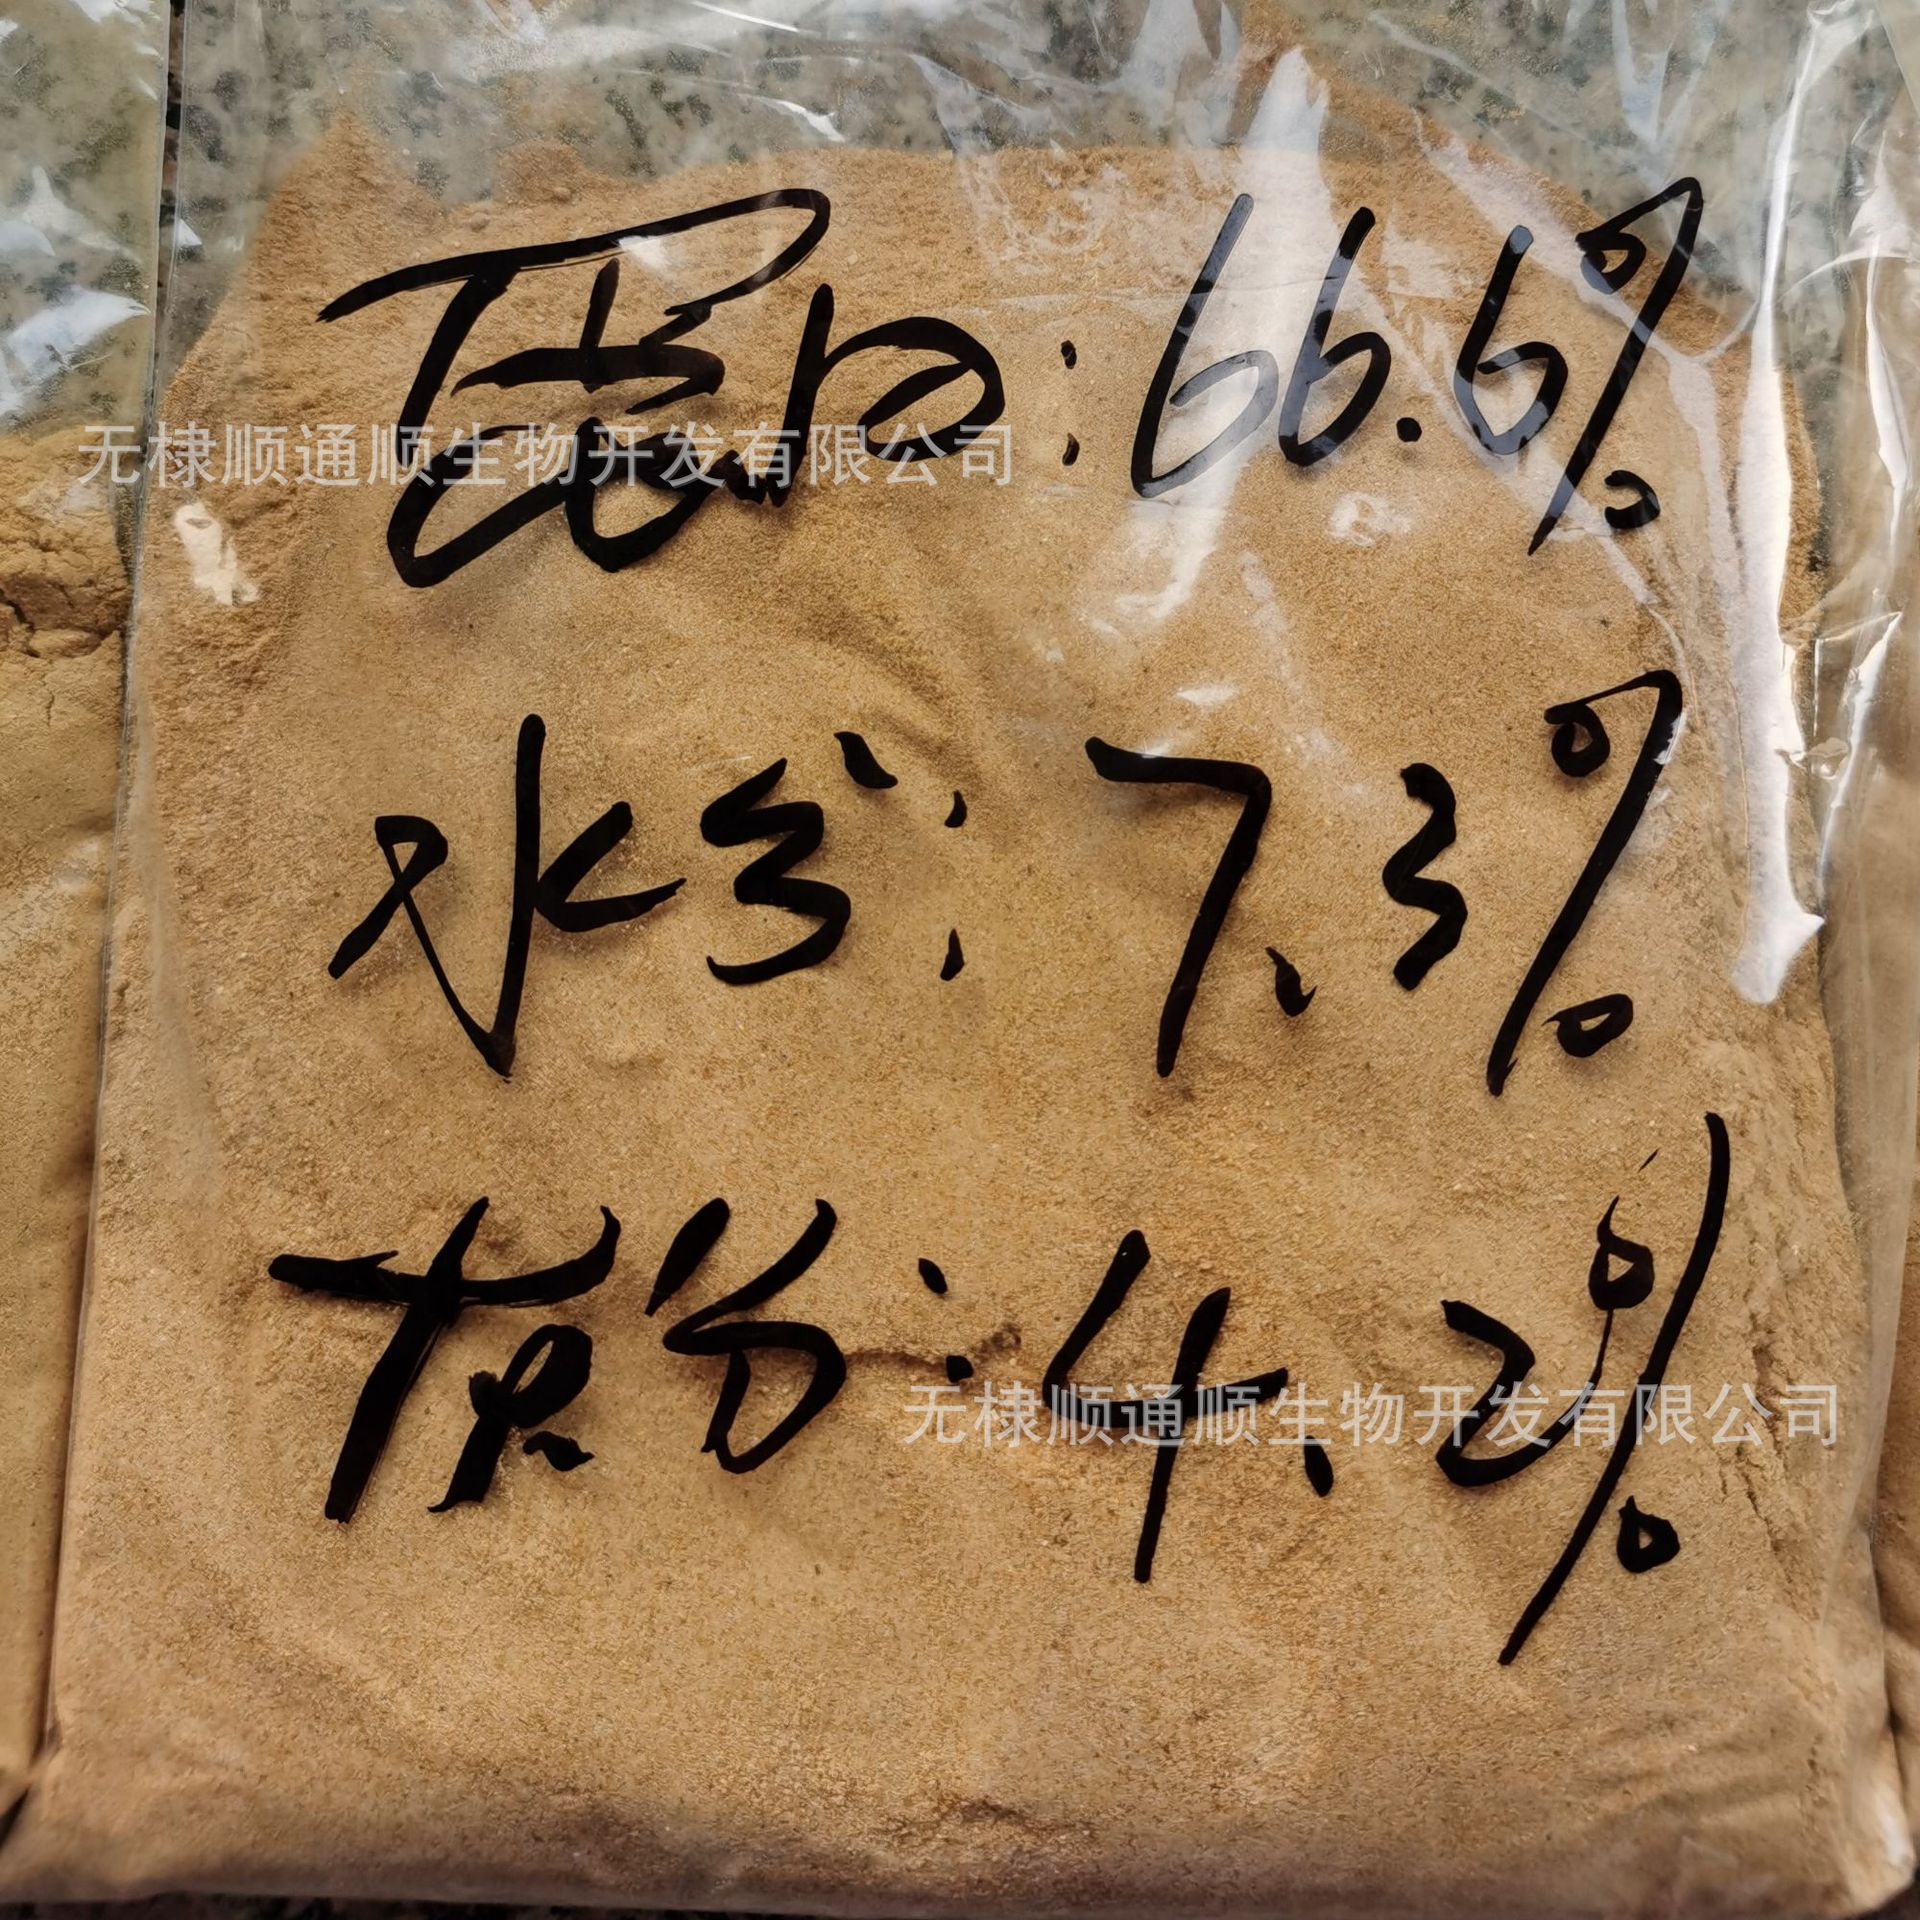 蛋白:66.6%
无棣顺通顺生物开发有限公司
水分:7.3%
灰分:4.2%
无棣顺通顺生物开发有限公司